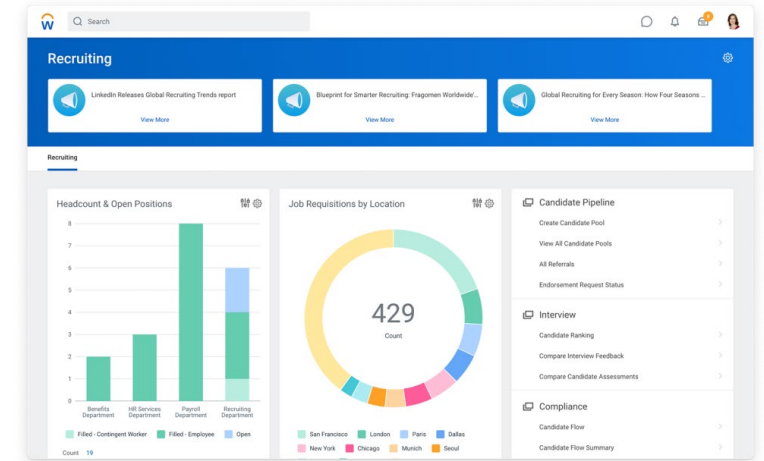 W
Search
Recruiting
LinkedIn Releases Global Recruiting Trends report
View More
Blueprint for Smarter Recruiting: Fragomen Worldwide'...
View More
Global Recruiting for Every Season: How Four Seasons ...
View More
Recruiting
Headcount & Open Positions
8
7
6
5
4
3
2
1
0
Benefits Department
HR Services Department
Payroll Department
Recruiting Department
Filled - Contingent Worker
Filled - Employee
Open
Count 19
Job Requisitions by Location
429
Count
San Francisco
London
Paris
Dallas
New York
Chicago
Munich
Seoul
Candidate Pipeline
Create Candidate Pool
View All Candidate Pools
All Referrals
Endorsement Request Status
Interview
Candidate Ranking
Compare Interview Feedback
Compare Candidate Assessments
Compliance
Candidate Flow
Candidate Flow Summary